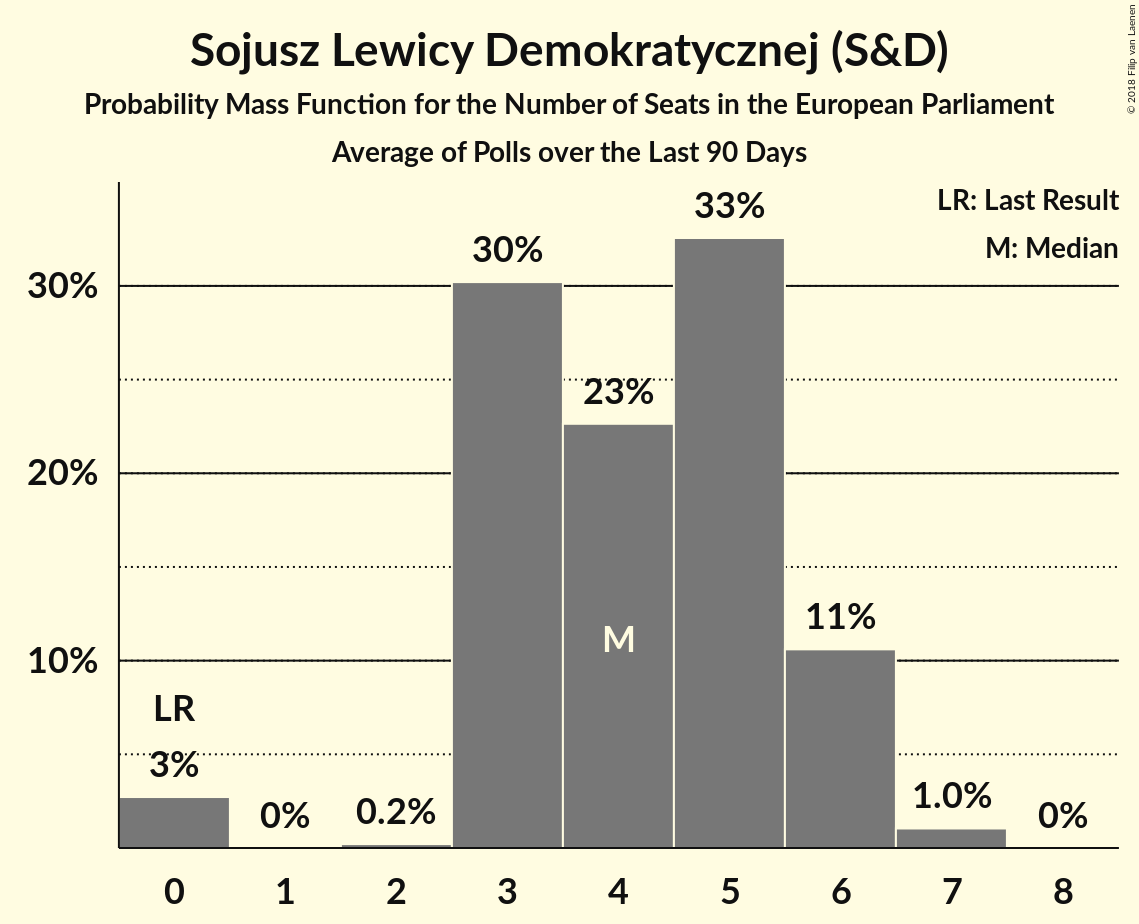 Sojusz Lewicy Demokratycznej (S&D)
Probability Mass Function for the Number of Seats in the European Parliament
Average of Polls over the Last 90 Days
© 2018 Filip van Laenen
LR: Last Result
M: Median
33%
30%
30%
23%
20%
11%
M
10%
LR
3%
0%
0.2%
1.0%
0%
0 1 2 3 4 5 6 7 8